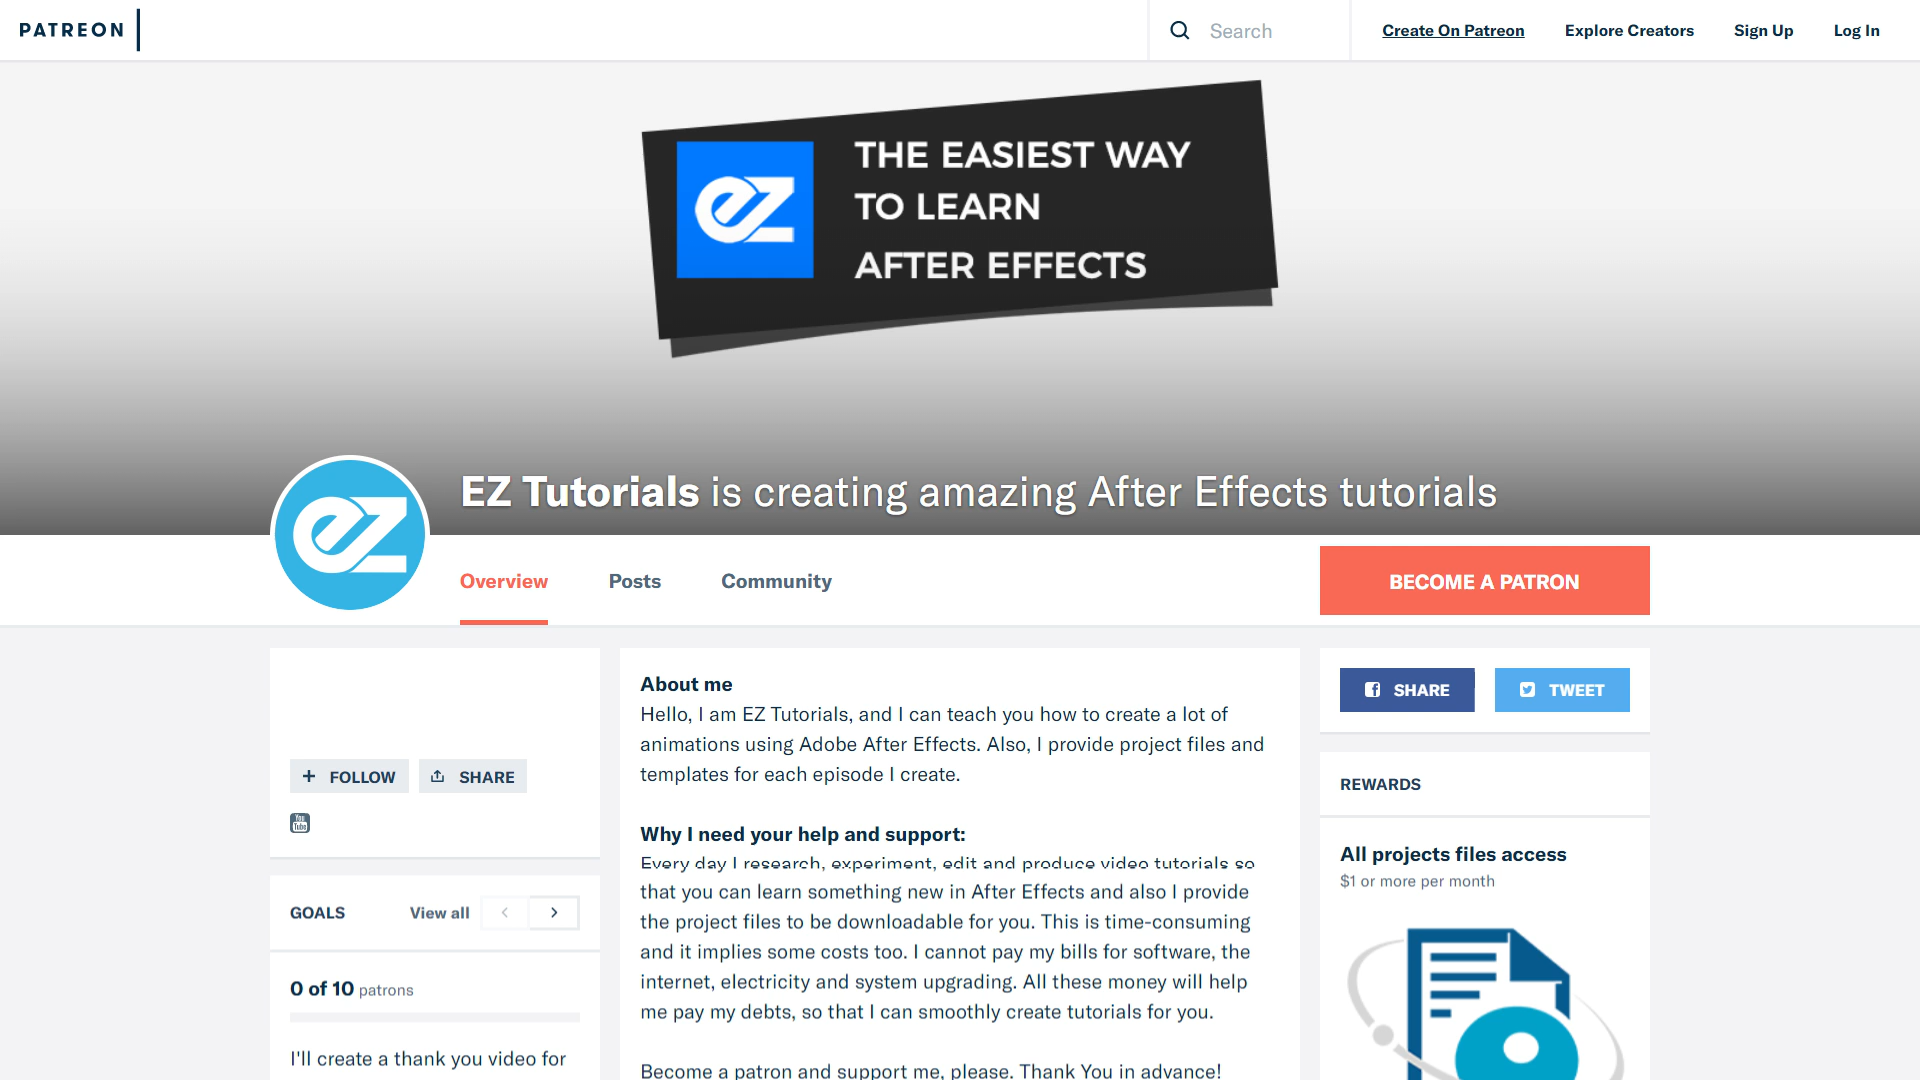 PATREON
Search
Create On Patreon
Explore Creators
Sign Up
Log In
eZ
THE EASIEST WAY
TO LEARN
AFTER EFFECTS
eZ
EZ Tutorials is creating amazing After Effects tutorials
Overview
Posts
Community
BECOME A PATRON
FOLLOW
SHARE
You
Tube
GOALS
View all
0 of 10 patrons
I'll create a thank you video for
About me
Hello, I am EZ Tutorials, and I can teach you how to create a lot of
animations using Adobe After Effects. Also, I provide project files and
templates for each episode I create.
Why I need your help and support:
Every day I research, experiment, edit and produce video tutorials so
that you can learn something new in After Effects and also I provide
the project files to be downloadable for you. This is time-consuming
and it implies some costs too. I cannot pay my bills for software, the
internet, electricity and system upgrading. All these money will help
me pay my debts, so that I can smoothly create tutorials for you.
Become a patron and support me, please. Thank You in advance!
SHARE
TWEET
REWARDS
All projects files access
$1 or more per month